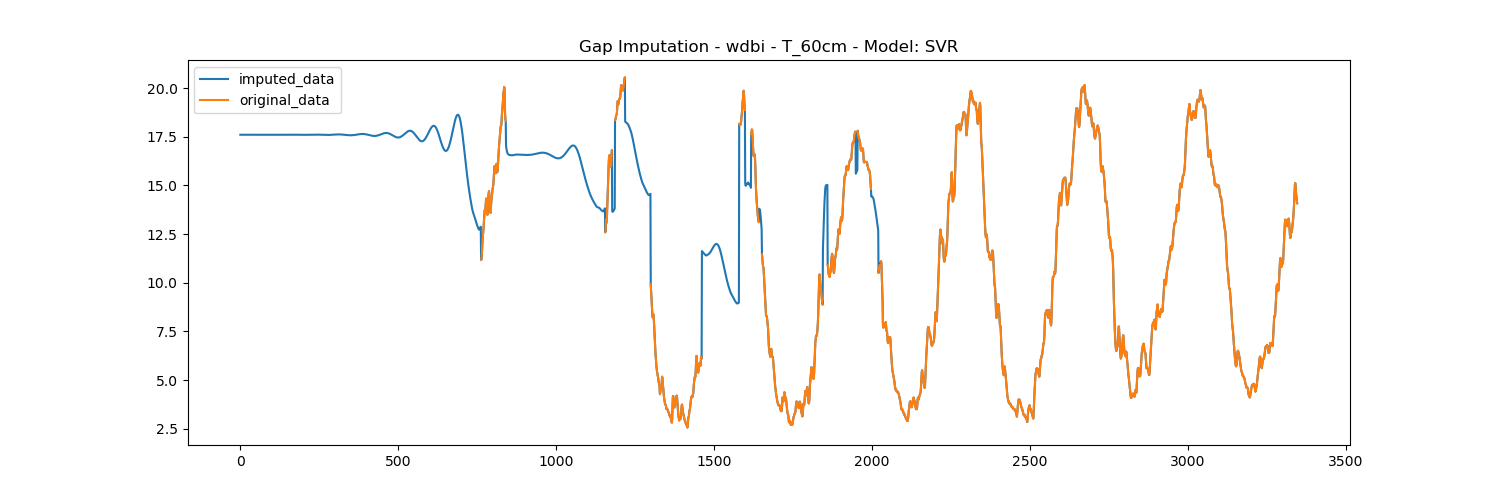 Gap Imputation - wdbi - T_60cm - Model: SVR
imputed_data
original_data
20.0
17.5
15.0
12.5
10.0
7.5
5.0
2.5
0 500 1000 1500 2000 2500 3000 3500